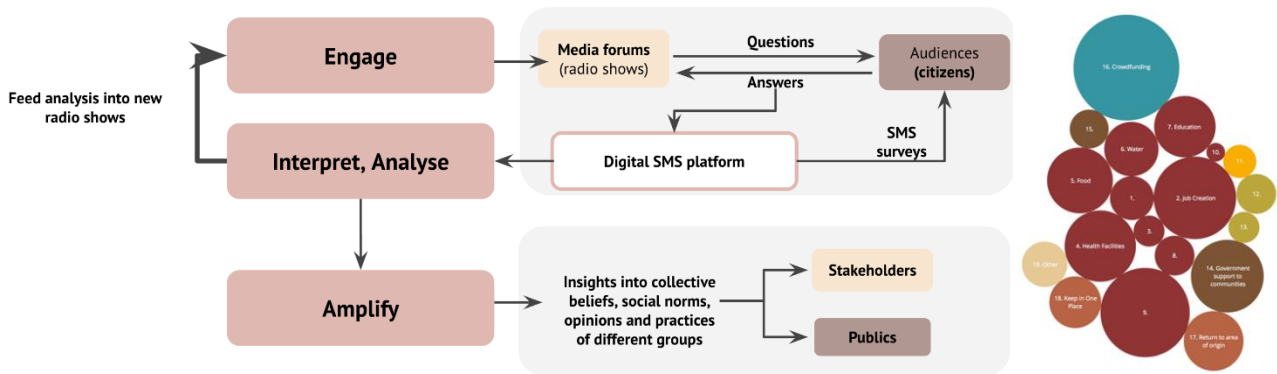 Engage
Media forums
(radio shows)
Questions
Answers
Audiences
(citizens)
Feed analysis into new
radio shows
Interpret, Analyse
Digital SMS platform
SMS
surveys
Amplify
Insights into collective
beliefs, social norms,
opinions and practices
of different groups
Stakeholders
Publics
16. Crowdfunding
15.
6. Water
7. Education
10.
11.
5. Food
1.
2. Job Creation
12.
13.
3.
4. Health Facilities
8.
19. Other
14. Government
support to
communities
18. Keep in One
Place
9.
17. Return to area
of origin